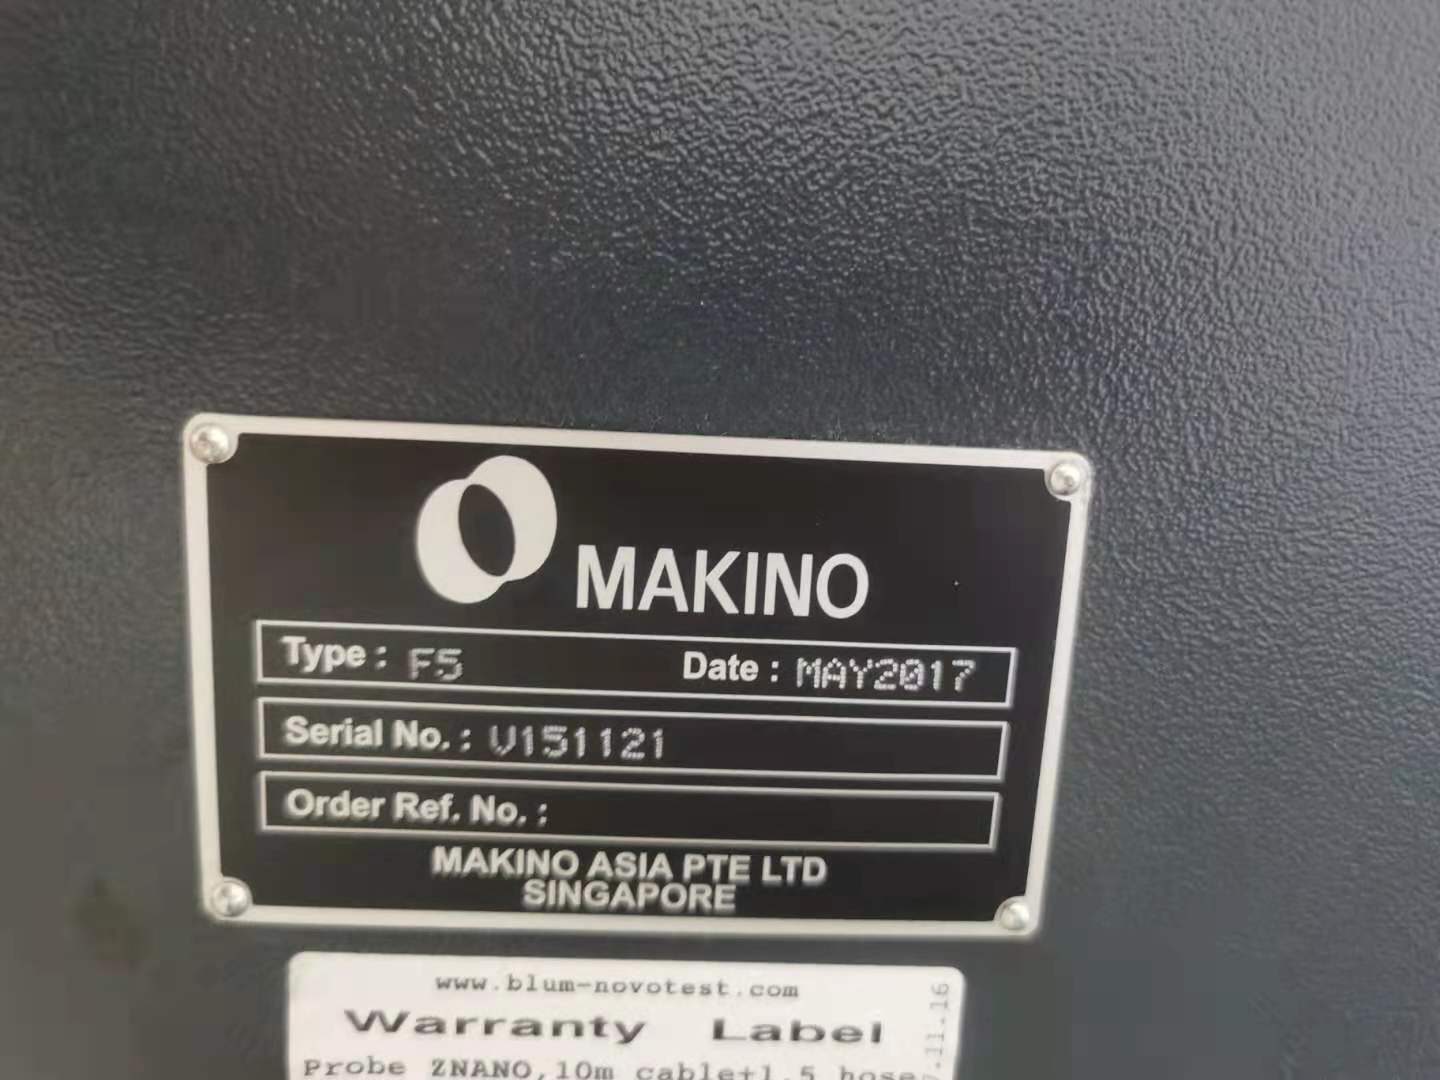 MAKINO
Type : F5 Date : MAY2017
Serial No. : V151121
Order Ref. No. :
MAKINO ASIA PTE LTD
SINGAPORE
www.blum-novotest.com
Warranty Label
Probe ZNANO,10m cable+1.5 hose